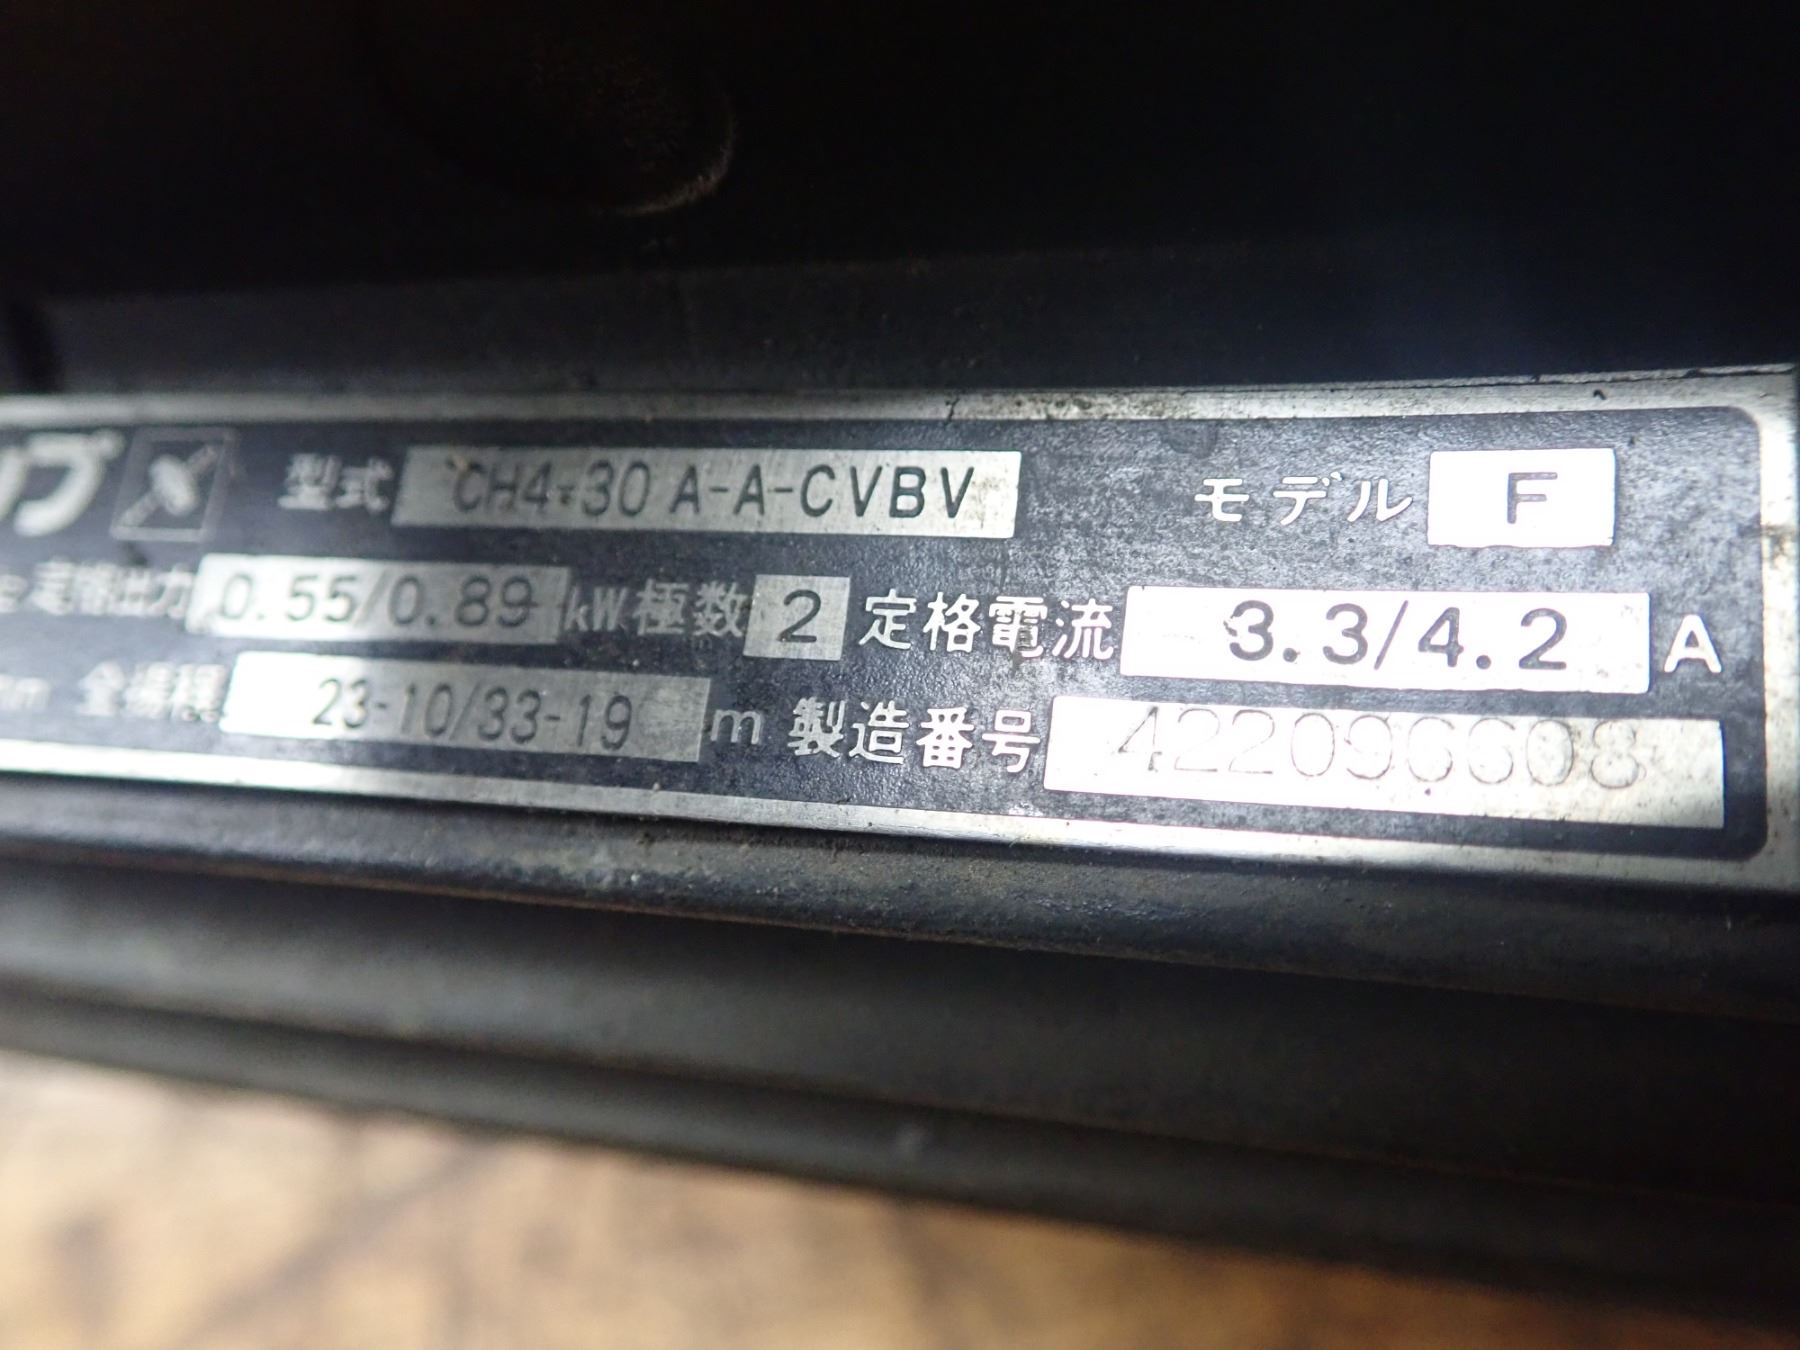 型式 CH4-30 A-A-CVBV モデル F
定格出力 0.55/0.89 kW 極数 2 定格電流 3.3/4.2 A
全揚程 23-10/33-19 m 製造番号 422096608